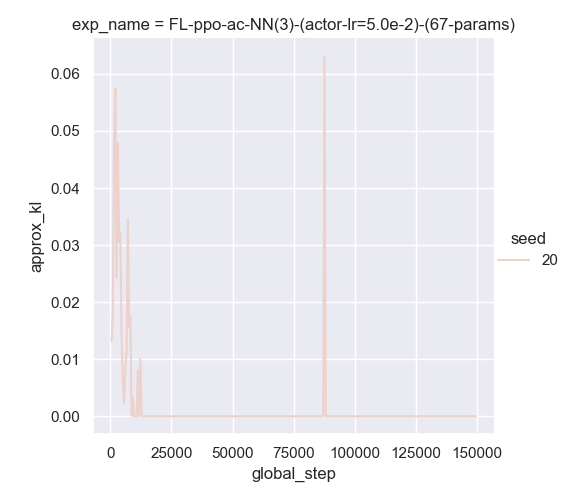 exp_name = FL-ppo-ac-NN(3)-(actor-lr=5.0e-2)-(67-params)
0.06
0.05
0.04
0.03
0.02
0.01
0.00
approx_kl
0 25000 50000 75000 100000 125000 150000
global_step
seed
20